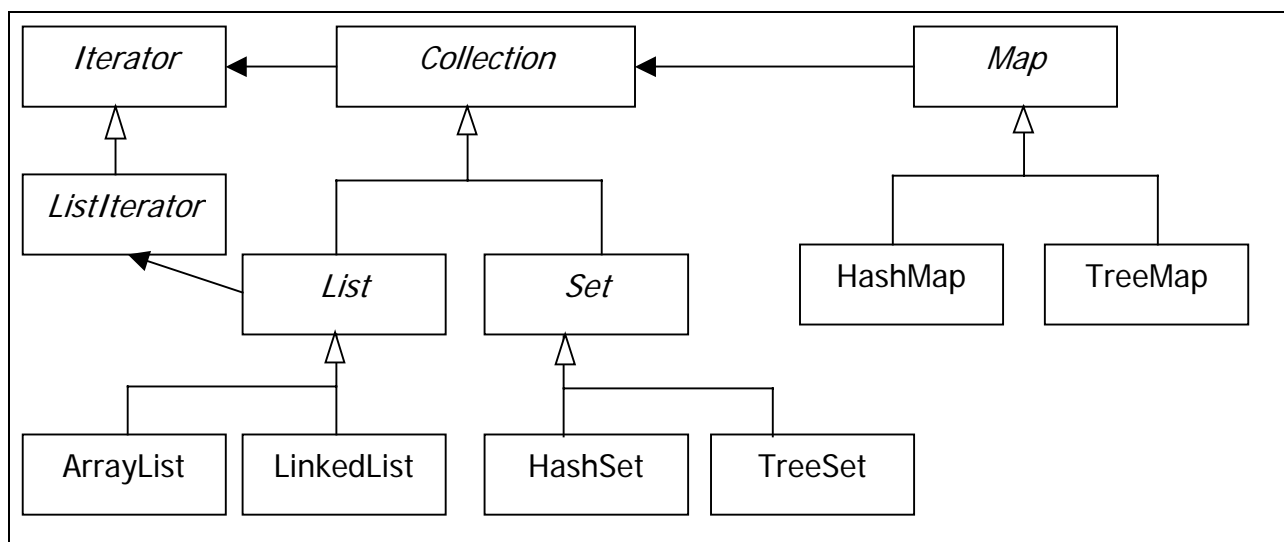 Iterator
Collection
Map
ListIterator
List
Set
HashMap
TreeMap
ArrayList
LinkedList
HashSet
TreeSet